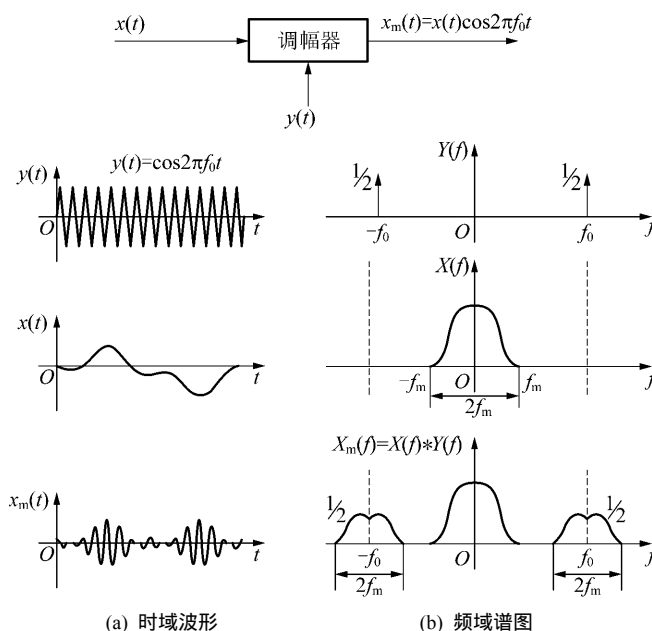 x(t)
调幅器
xm(t)=x(t)cos2πf0t
y(t)
y(t)=cos2πf0t
y(t)
O
t
Y(f)
1/2
1/2
−f0
O
f0
f
x(t)
O
t
X(f)
−fm
O
fm
f
2fm
xm(t)
O
t
Xm(f)=X(f)*Y(f)
1/2
1/2
−f0
O
f0
f
2fm
2fm
(a) 时域波形
(b) 频域谱图